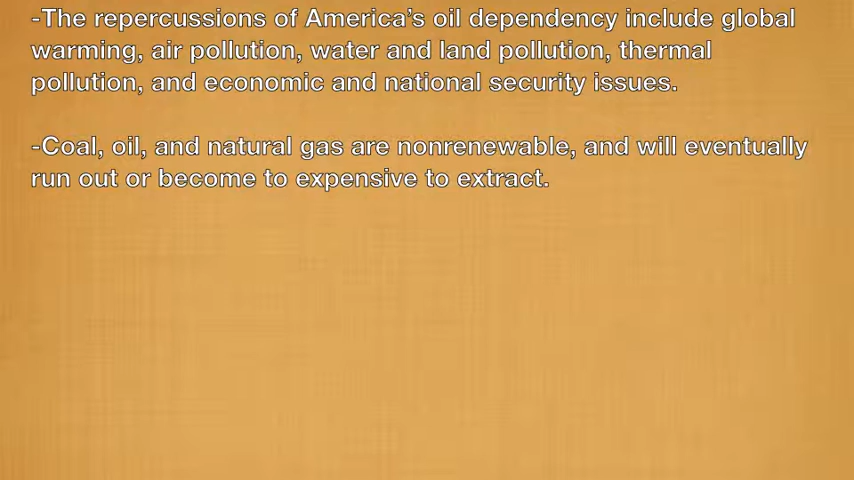 -The repercussions of America’s oil dependency include global
warming, air pollution, water and land pollution, thermal
pollution, and economic and national security issues.
-Coal, oil, and natural gas are nonrenewable, and will eventually
run out or become to expensive to extract.